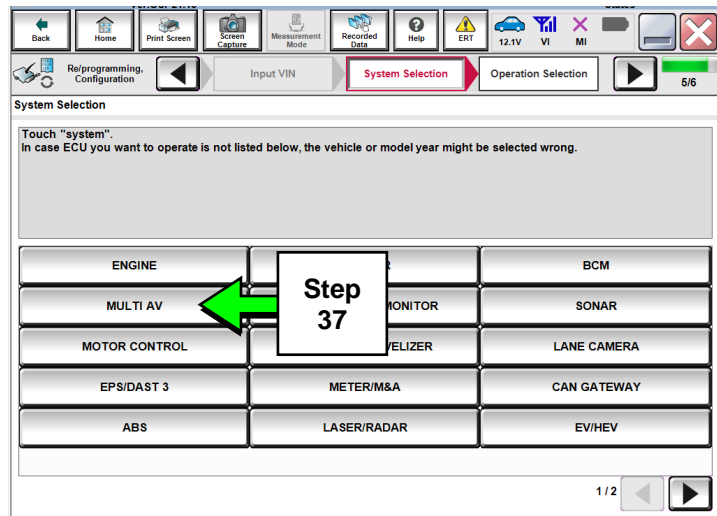 Back
Home
Print Screen
Screen
Capture
Measurement
Mode
Recorded
Data
Help
ERT
12.1V
VI
MI
Re/programming,
Configuration
Input VIN
System Selection
Operation Selection
5/6
System Selection
Touch "system".
In case ECU you want to operate is not listed below, the vehicle or model year might be selected wrong.
ENGINE
BCM
MULTI AV
MONITOR
SONAR
Step
37
MOTOR CONTROL
LANE CAMERA
EPS/DAST 3
METER/M&A
CAN GATEWAY
ABS
LASER/RADAR
EV/HEV
1/2